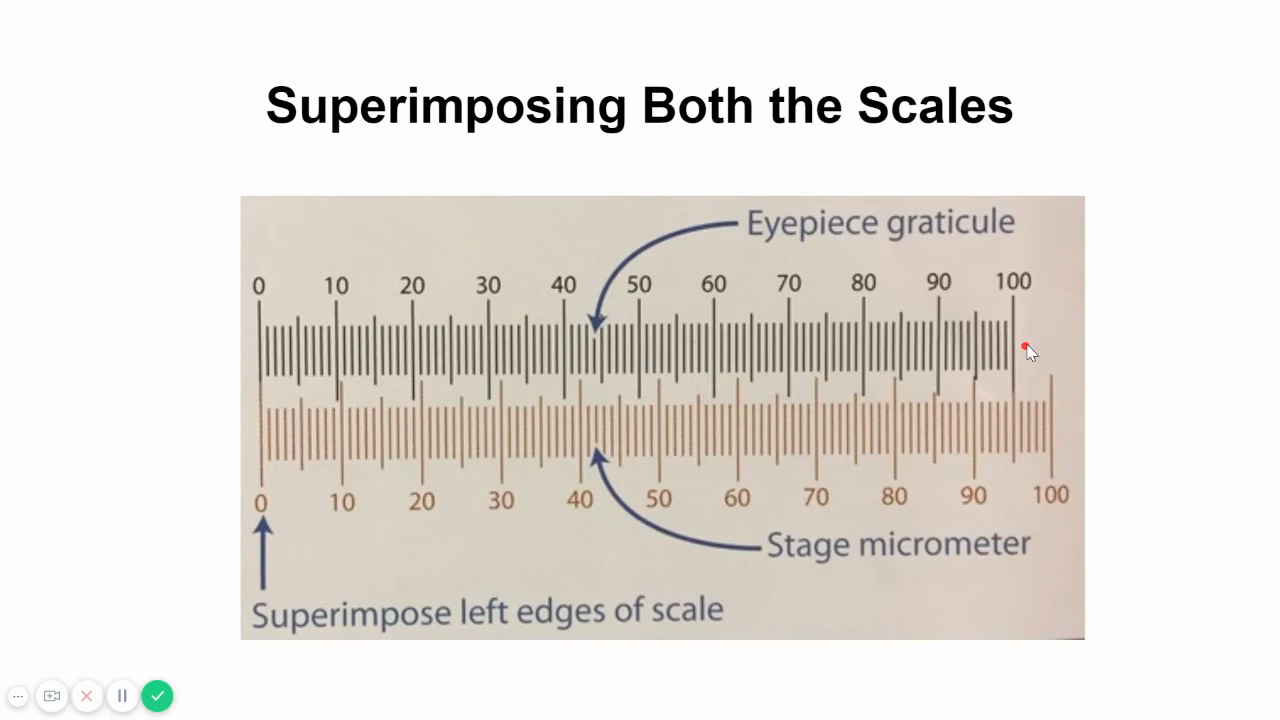 Superimposing Both the Scales
Eyepiece graticule
0 10 20 30 40 50 60 70 80 90 100
0 10 20 30 40 50 60 70 80 90 100
Stage micrometer
Superimpose left edges of scale